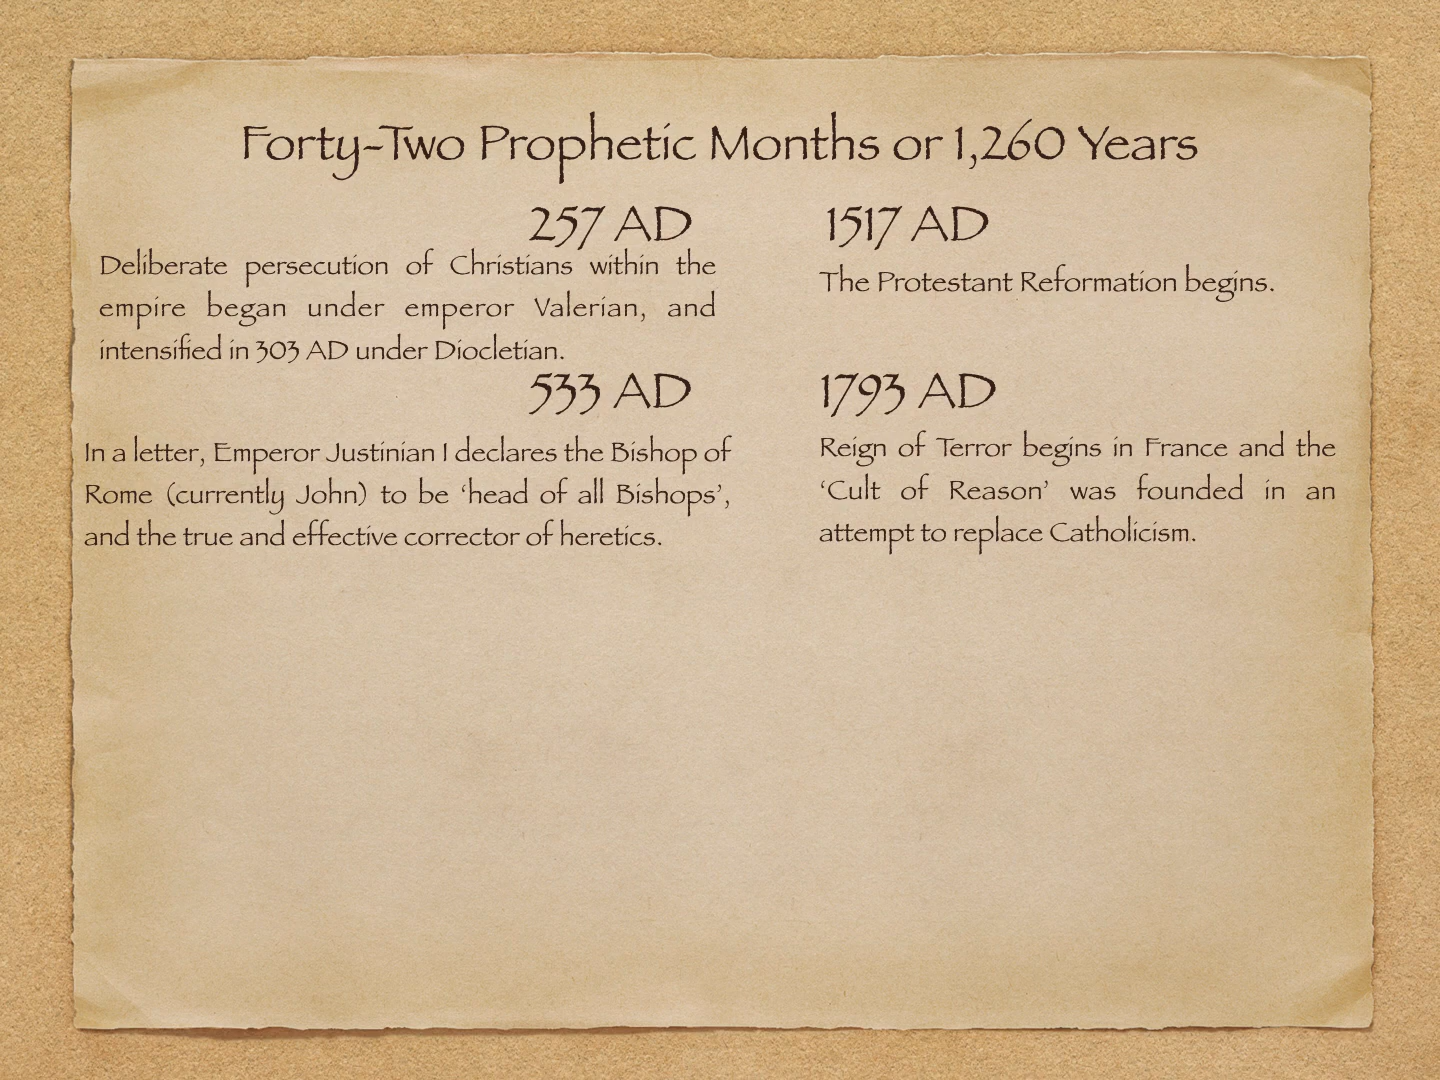 Forty-Two Prophetic Months or 1,260 Years
257 AD
Deliberate persecution of Christians within the
empire began under emperor Valerian, and
intensified in 303 AD under Diocletian.
1517 AD
The Protestant Reformation begins.
533 AD
In a letter, Emperor Justinian I declares the Bishop of
Rome (currently John) to be ‘head of all Bishops’,
and the true and effective corrector of heretics.
1793 AD
Reign of Terror begins in France and the
‘Cult of Reason’ was founded in an
attempt to replace Catholicism.